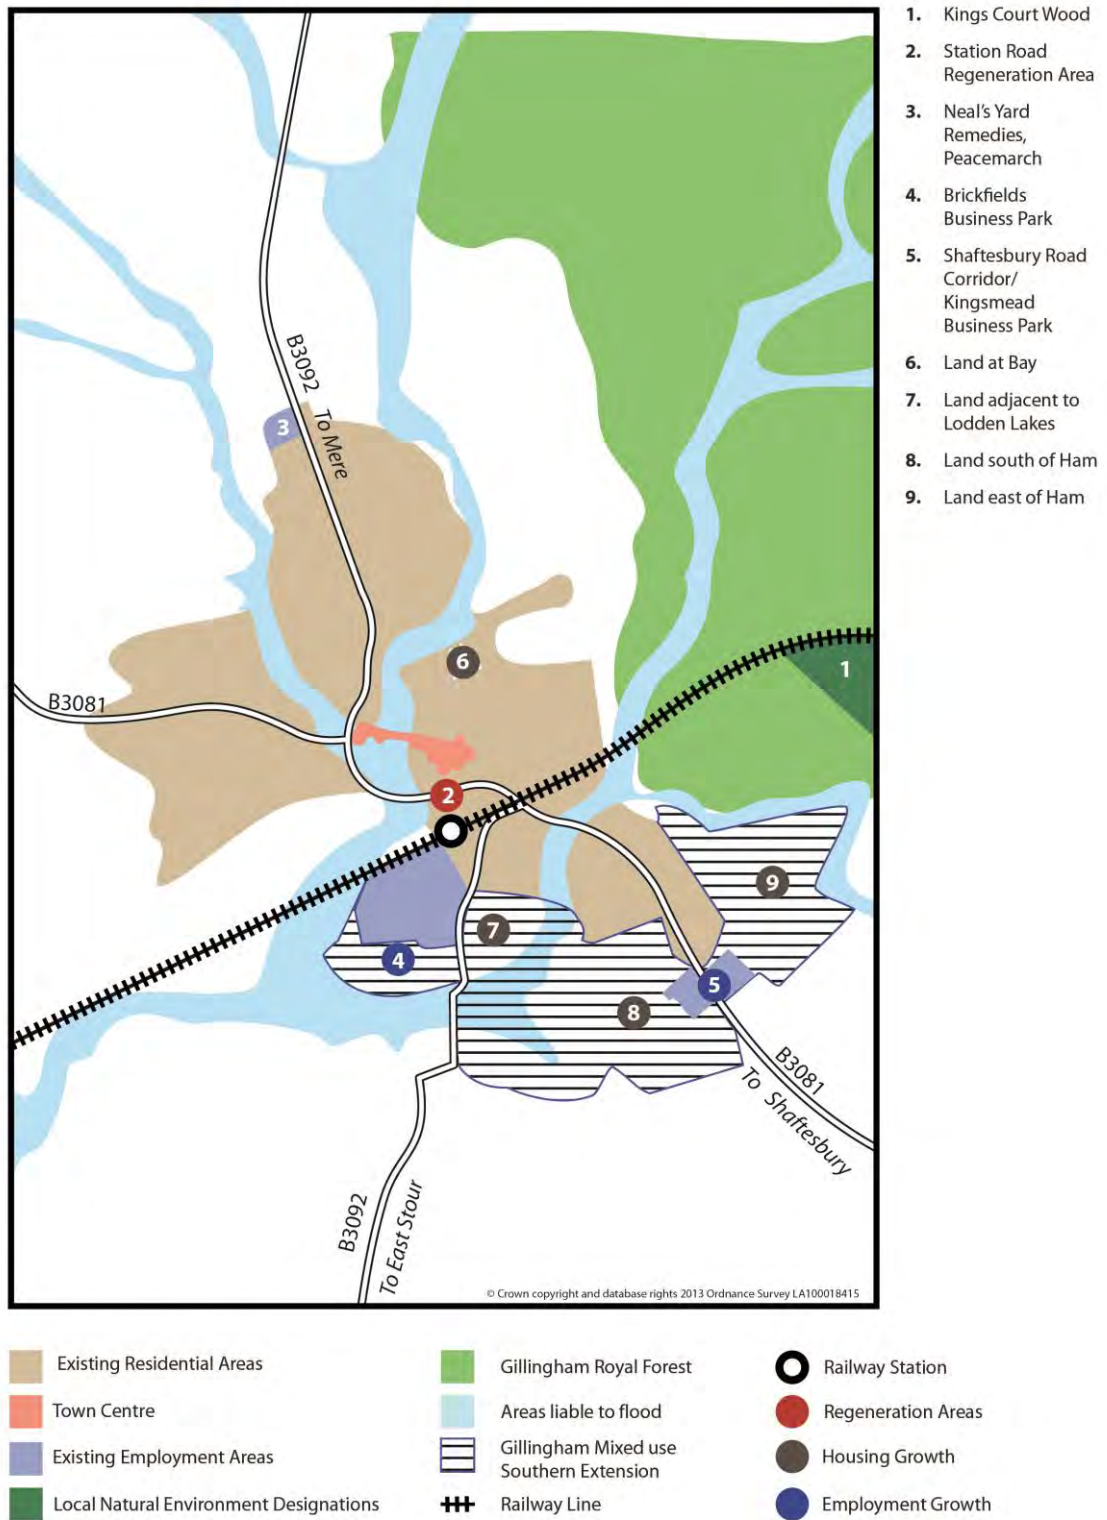 1. Kings Court Wood
2. Station Road
Regeneration Area
3. Neal's Yard
Remedies,
Peacemarch
4. Brickfields
Business Park
5. Shaftesbury Road
Corridor/
Kingsmead
Business Park
6. Land at Bay
7. Land adjacent to
Lodden Lakes
8. Land south of Ham
9. Land east of Ham
B3092
To Mere
3
1
6
B3081
2
9
7
4
5
8
B3081
To Shaftesbury
B3092
To East Stour
© Crown copyright and database rights 2013 Ordnance Survey LA100018415
Existing Residential Areas
Town Centre
Existing Employment Areas
Local Natural Environment Designations
Gillingham Royal Forest
Areas liable to flood
Gillingham Mixed use
Southern Extension
Railway Line
Railway Station
Regeneration Areas
Housing Growth
Employment Growth